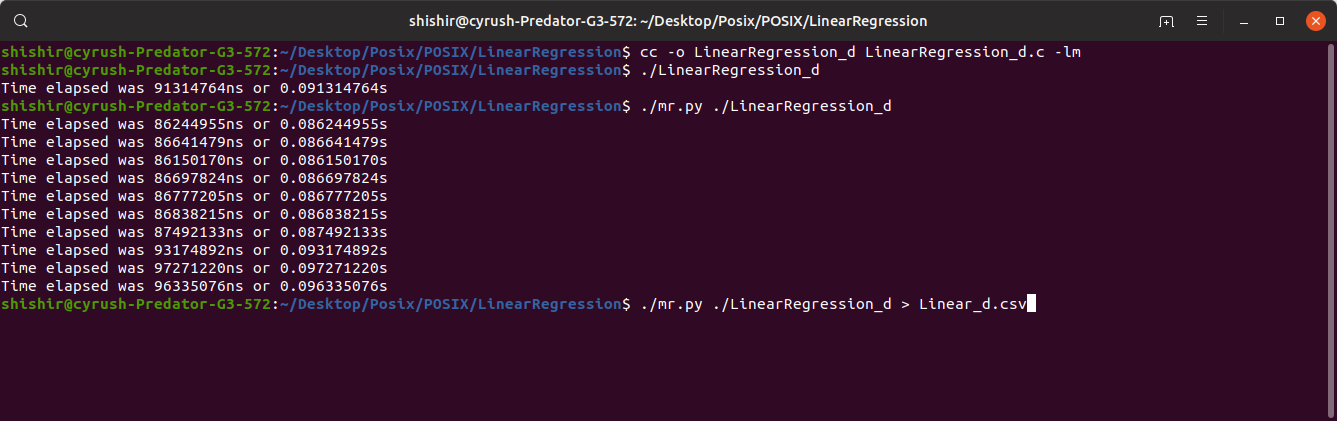 shishir@cyrush-Predator-G3-572: ~/Desktop/Posix/POSIX/LinearRegression
shishir@cyrush-Predator-G3-572:~/Desktop/Posix/POSIX/LinearRegression$ cc -o LinearRegression_d LinearRegression_d.c -lm
shishir@cyrush-Predator-G3-572:~/Desktop/Posix/POSIX/LinearRegression$ ./LinearRegression_d
Time elapsed was 91314764ns or 0.091314764s
shishir@cyrush-Predator-G3-572:~/Desktop/Posix/POSIX/LinearRegression$ ./mr.py ./LinearRegression_d
Time elapsed was 86244955ns or 0.086244955s
Time elapsed was 86641479ns or 0.086641479s
Time elapsed was 86150170ns or 0.086150170s
Time elapsed was 86697824ns or 0.086697824s
Time elapsed was 86777205ns or 0.086777205s
Time elapsed was 86838215ns or 0.086838215s
Time elapsed was 87492133ns or 0.087492133s
Time elapsed was 93174892ns or 0.093174892s
Time elapsed was 97271220ns or 0.097271220s
Time elapsed was 96335076ns or 0.096335076s
shishir@cyrush-Predator-G3-572:~/Desktop/Posix/POSIX/LinearRegression$ ./mr.py ./LinearRegression_d > Linear_d.csv